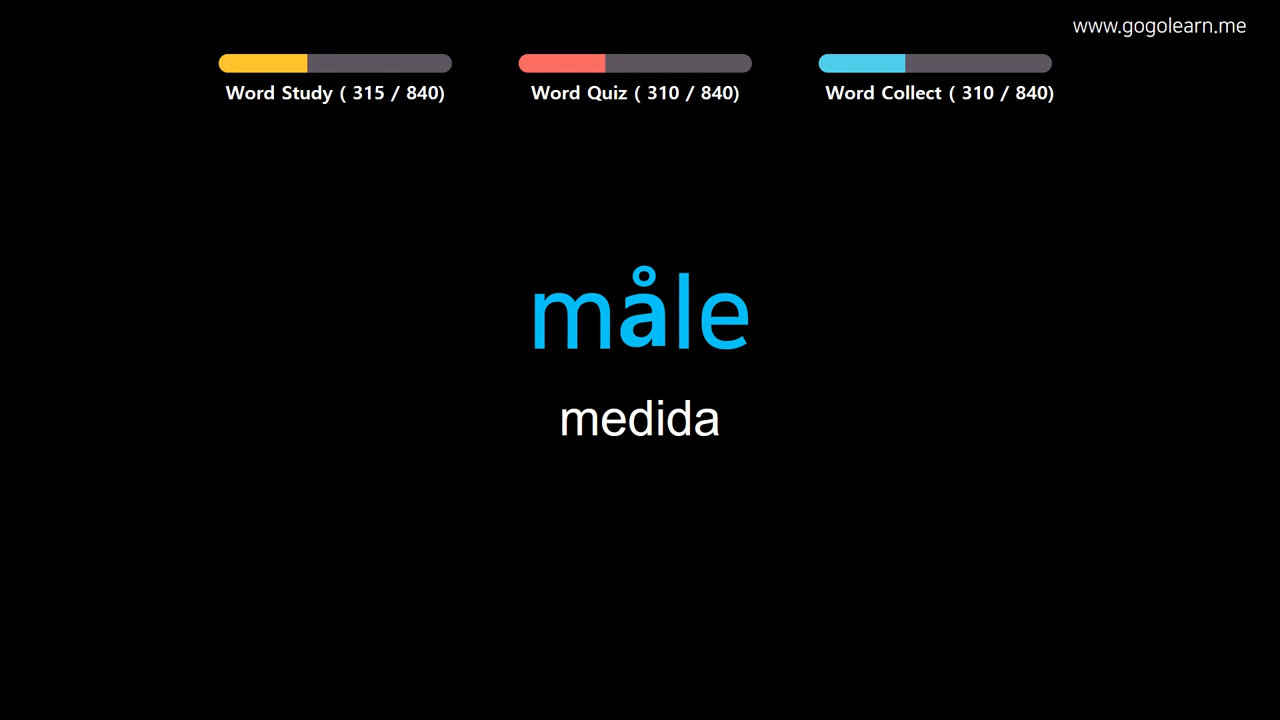 www.gogolearn.me
Word Study ( 315 / 840)
Word Quiz ( 310 / 840)
Word Collect ( 310 / 840)
måle
medida